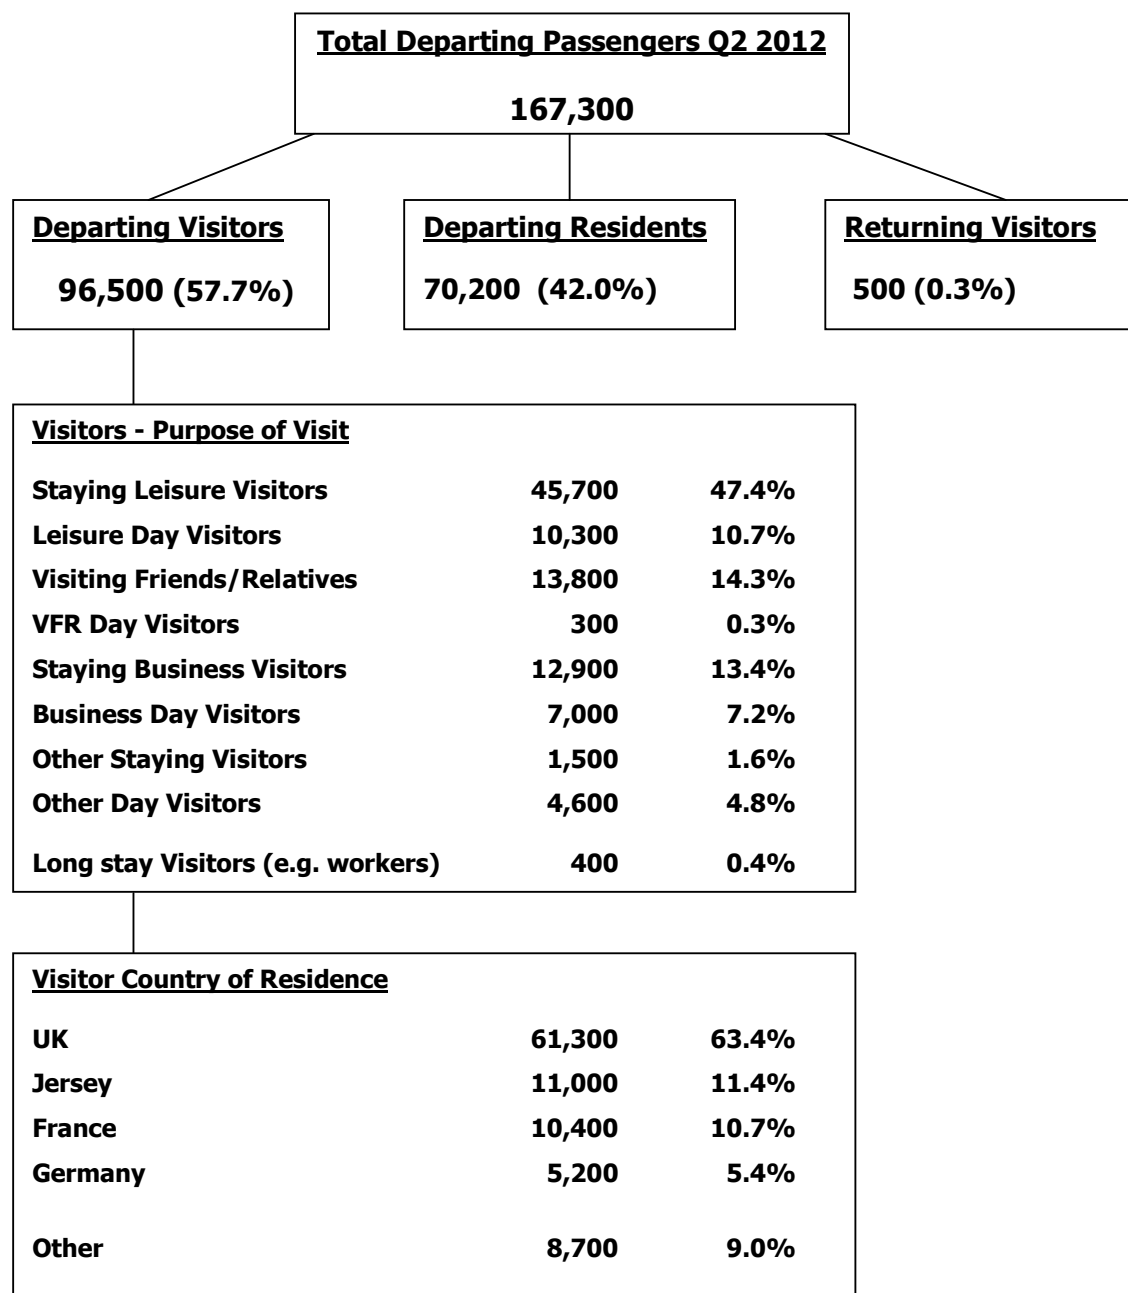 Total Departing Passengers Q2 2012
167,300
Departing Visitors
96,500 (57.7%)
Departing Residents
70,200 (42.0%)
Returning Visitors
500 (0.3%)
Visitors - Purpose of Visit
Staying Leisure Visitors 45,700 47.4%
Leisure Day Visitors 10,300 10.7%
Visiting Friends/Relatives 13,800 14.3%
VFR Day Visitors 300 0.3%
Staying Business Visitors 12,900 13.4%
Business Day Visitors 7,000 7.2%
Other Staying Visitors 1,500 1.6%
Other Day Visitors 4,600 4.8%
Long stay Visitors (e.g. workers) 400 0.4%
Visitor Country of Residence
UK 61,300 63.4%
Jersey 11,000 11.4%
France 10,400 10.7%
Germany 5,200 5.4%
Other 8,700 9.0%